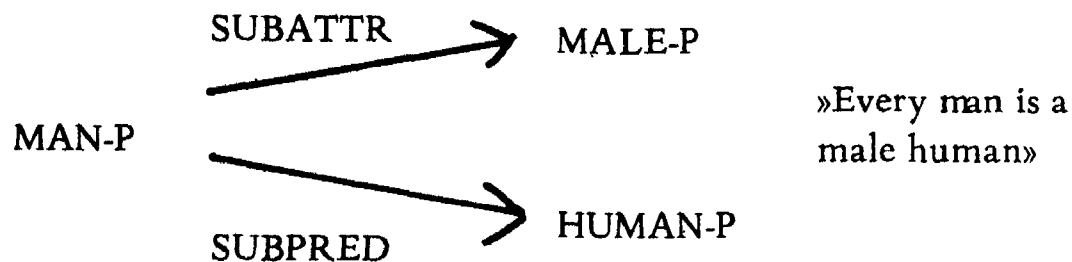 SUBATTR
MALE-P
MAN-P
»Every man is a
male human»
HUMAN-P
SUBPRED